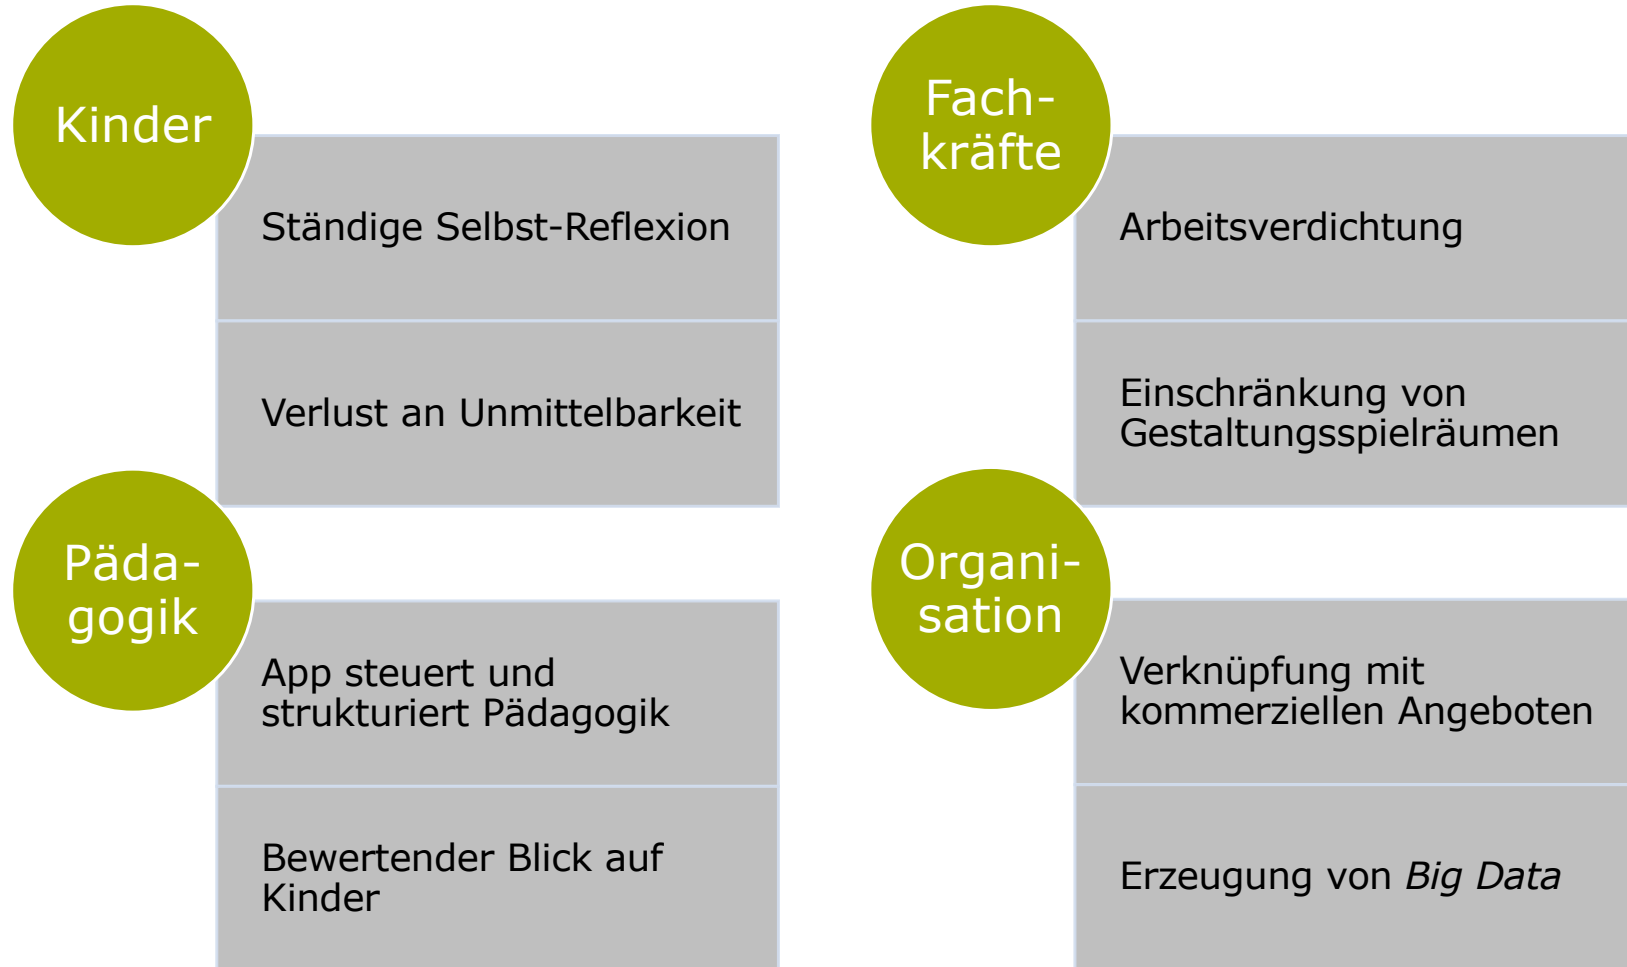 Kinder
Ständige Selbst-Reflexion
Verlust an Unmittelbarkeit
Fach-
kräfte
Arbeitsverdichtung
Einschränkung von
Gestaltungsspielräumen
Päda-
gogik
App steuert und
strukturiert Pädagogik
Bewertender Blick auf
Kinder
Organi-
sation
Verknüpfung mit
kommerziellen Angeboten
Erzeugung von Big Data